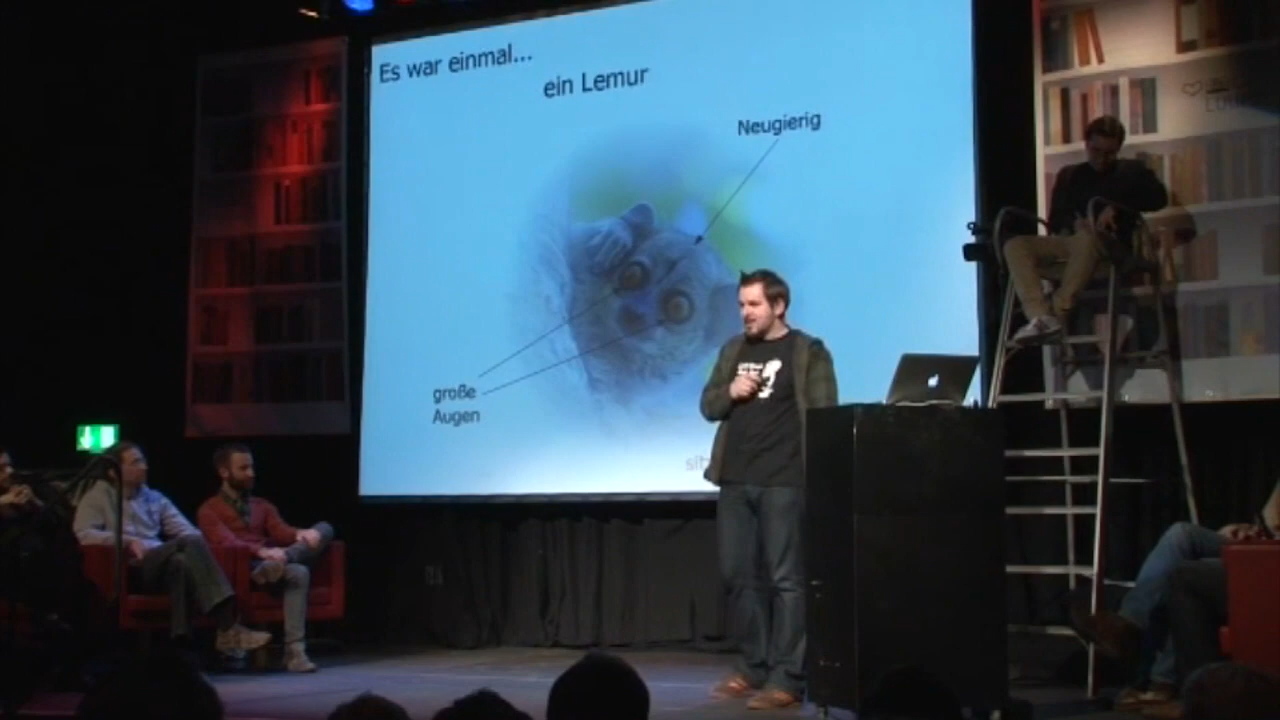 Es war einmal...
ein Lemur
Neugierig
große
Augen